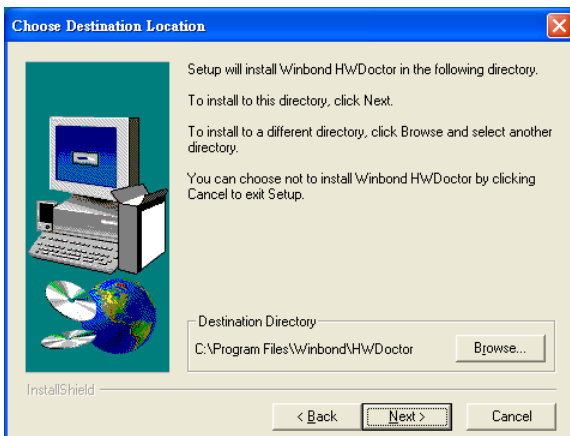 Choose Destination Location
Setup will install Winbond HWDoctor in the following directory.
To install to this directory, click Next.
To install to a different directory, click Browse and select another
directory.
You can choose not to install Winbond HWDoctor by clicking
Cancel to exit Setup.
Destination Directory
C:\Program Files\Winbond\HWDoctor
Browse...
InstallShield
< Back
Next >
Cancel